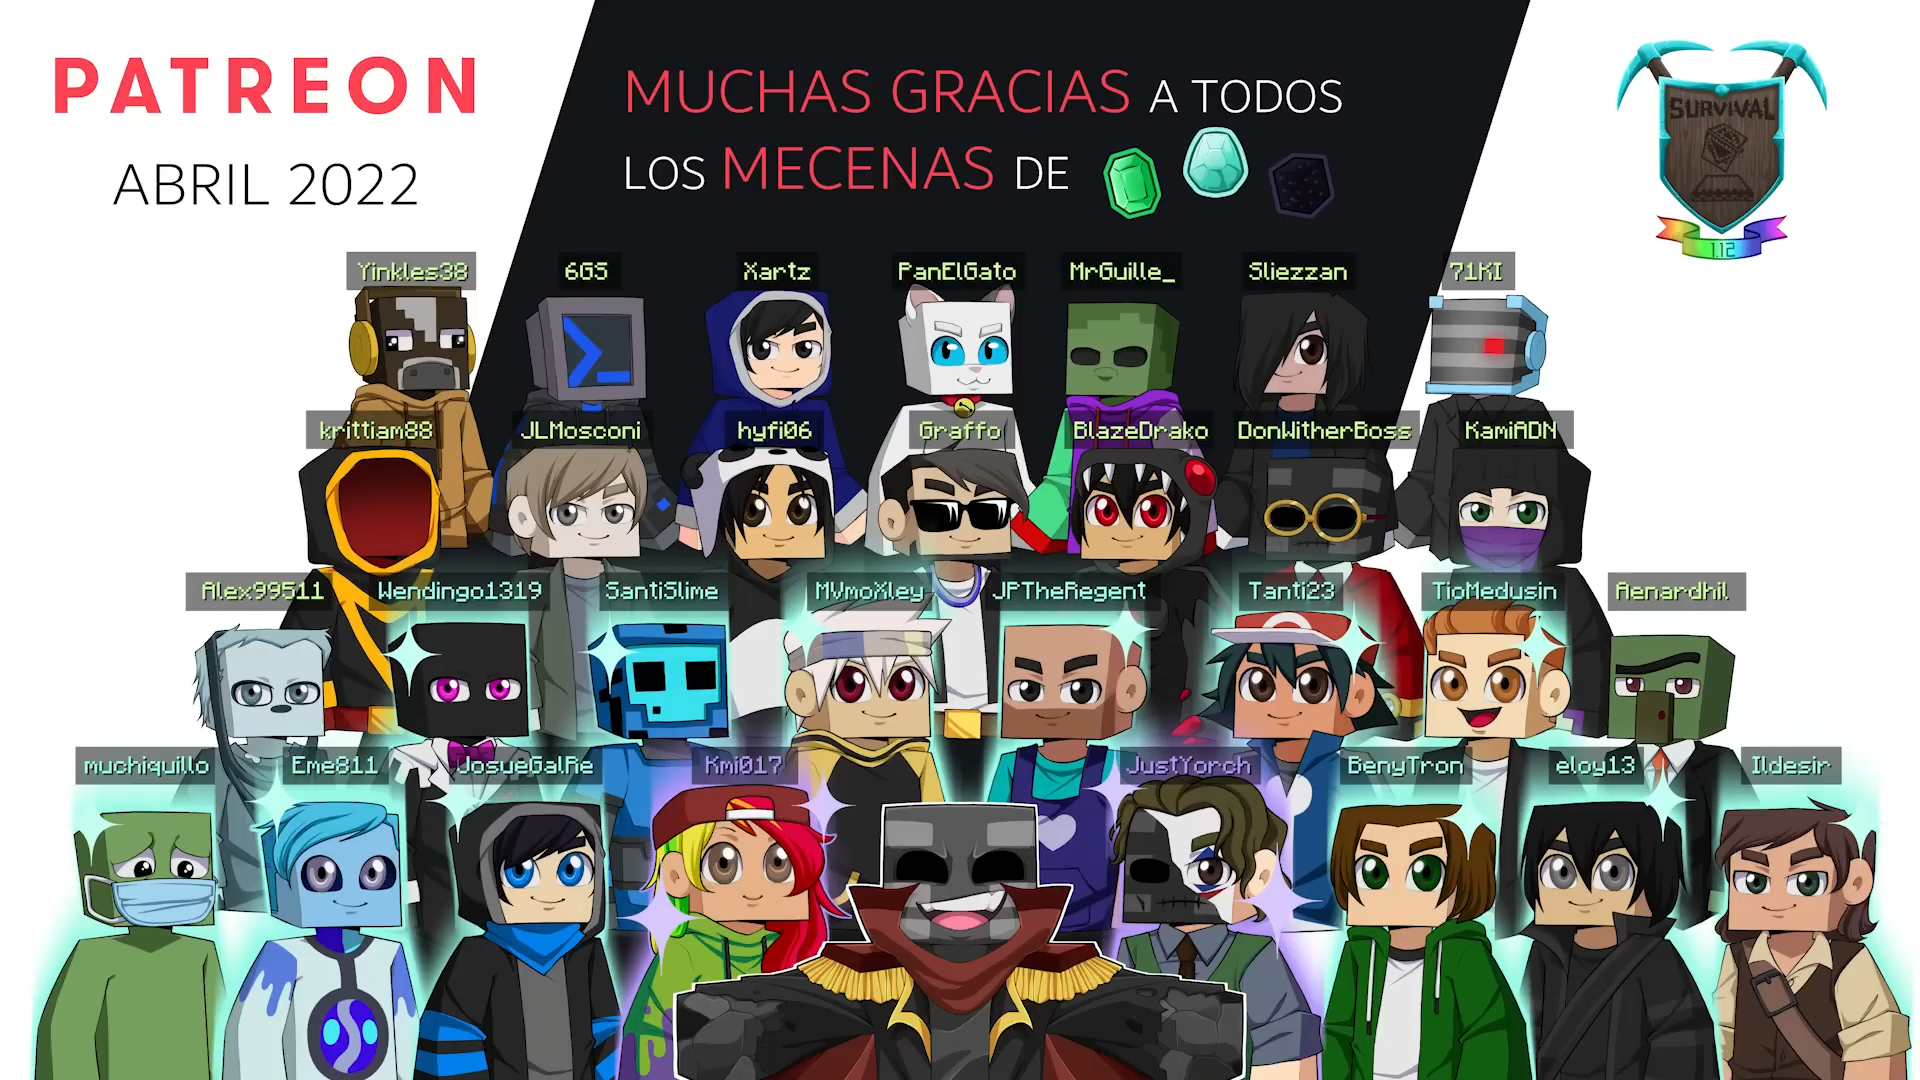 PATREON
ABRIL 2022
MUCHAS GRACIAS A TODOS
LOS MECENAS DE
SURVIVAL
1.12
Yinkles38
6GS
Xartz
PanElGato
MrGuille_
Sliezzan
71KI
krittiam88
JLMosconi
hyfi06
Graffo
BlazeDrako
DonWitherBoss
KamiADN
Alex99511
Wendingo1319
SantiSlime
MVmoXley
JPTheRegent
Tanti23
TioMedusin
Aenardhil
muchiquillo
Eme811
JosueGalRe
Kmi017
JustYorch
BenyTron
eloy13
Ildesir